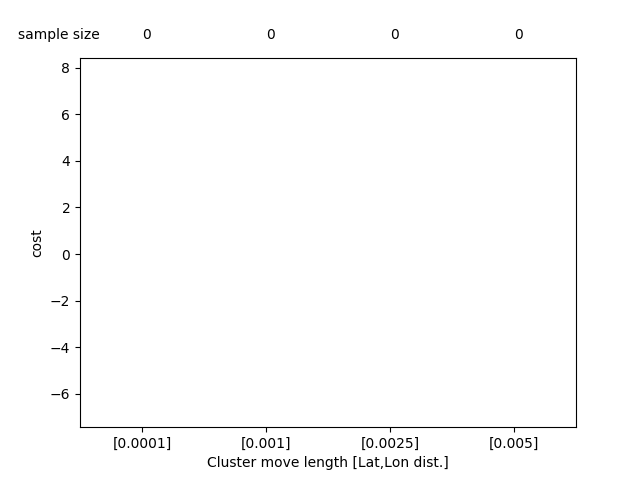 sample size 0 0 0 0
8
6
4
2
0
−2
−4
−6
cost
[0.0001] [0.001] [0.0025] [0.005]
Cluster move length [Lat,Lon dist.]